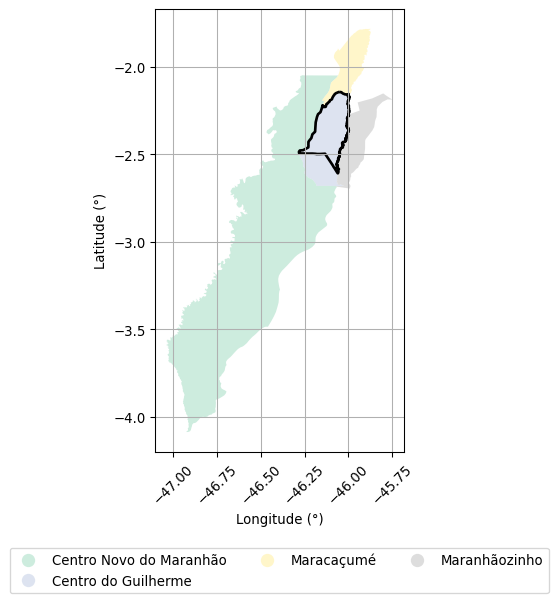 −2.0
−2.5
−3.0
−3.5
−4.0
Latitude (°)
−47.00
−46.75
−46.50
−46.25
−46.00
−45.75
Longitude (°)
Centro Novo do Maranhão
Centro do Guilherme
Maracaçumé
Maranhãozinho